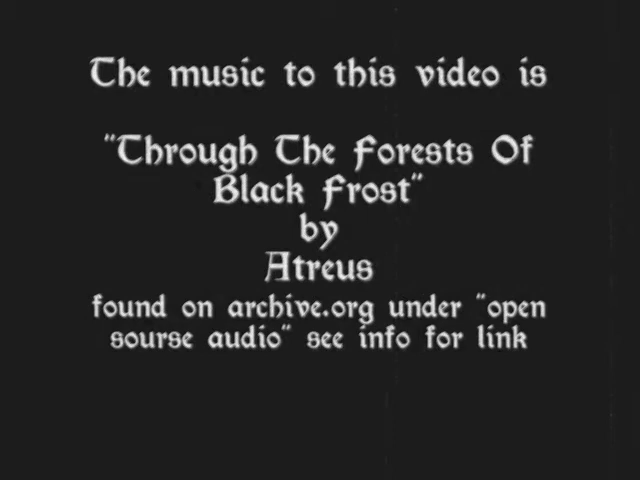 The music to this video is
"Through The Forests Of
Black Frost"
by
Atreus
found on archive.org under "open
sourse audio" see info for link